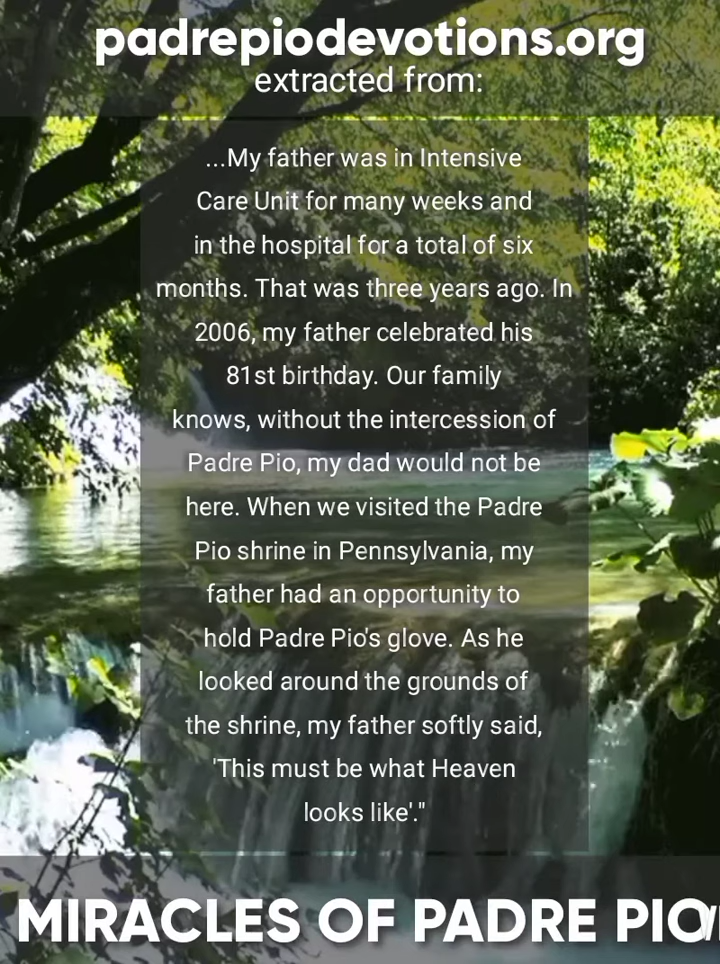 padrepiodevotions.org
extracted from:
...My father was in Intensive
Care Unit for many weeks and
in the hospital for a total of six
months. That was three years ago. In
2006, my father celebrated his
81st birthday. Our family
knows, without the intercession of
Padre Pio, my dad would not be
here. When we visited the Padre
Pio shrine in Pennsylvania, my
father had an opportunity to
hold Padre Pio's glove. As he
looked around the grounds of
the shrine, my father softly said,
'This must be what Heaven
looks like'."
MIRACLES OF PADRE PIO